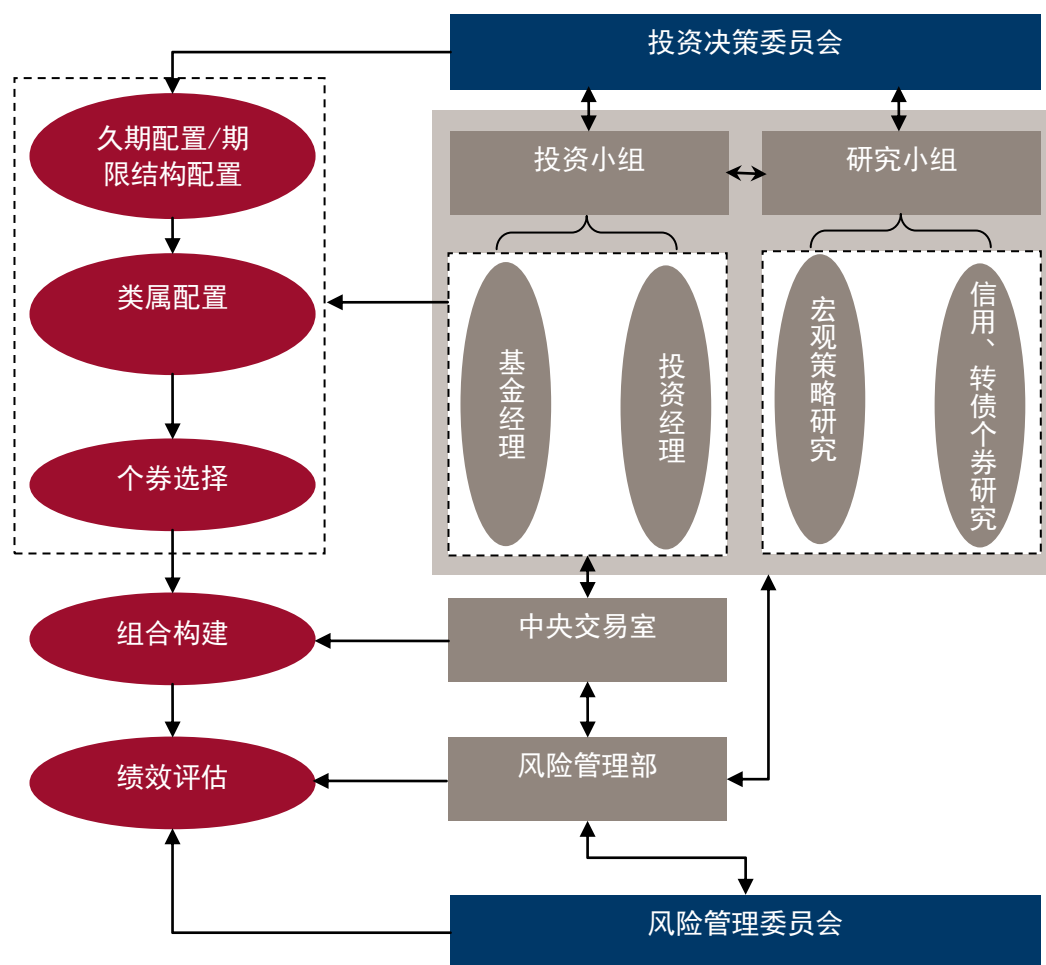 投资决策委员会
久期配置/期
限结构配置
投资小组
研究小组
类属配置
基金经理
投资经理
宏观策略研究
信用、转债个券研究
个券选择
组合构建
中央交易室
绩效评估
风险管理部
风险管理委员会